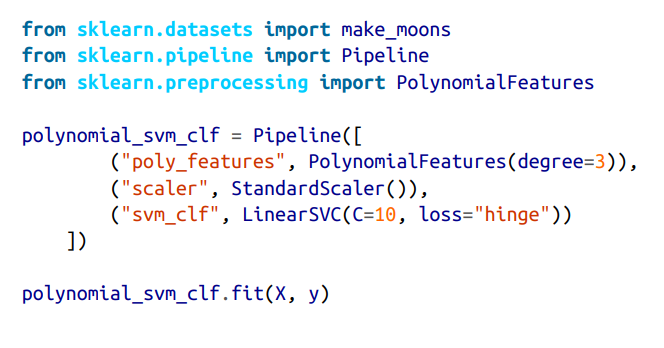 from sklearn.datasets import make_moons
from sklearn.pipeline import Pipeline
from sklearn.preprocessing import PolynomialFeatures

polynomial_svm_clf = Pipeline([
        ("poly_features", PolynomialFeatures(degree=3)),
        ("scaler", StandardScaler()),
        ("svm_clf", LinearSVC(C=10, loss="hinge"))
    ])

polynomial_svm_clf.fit(X, y)